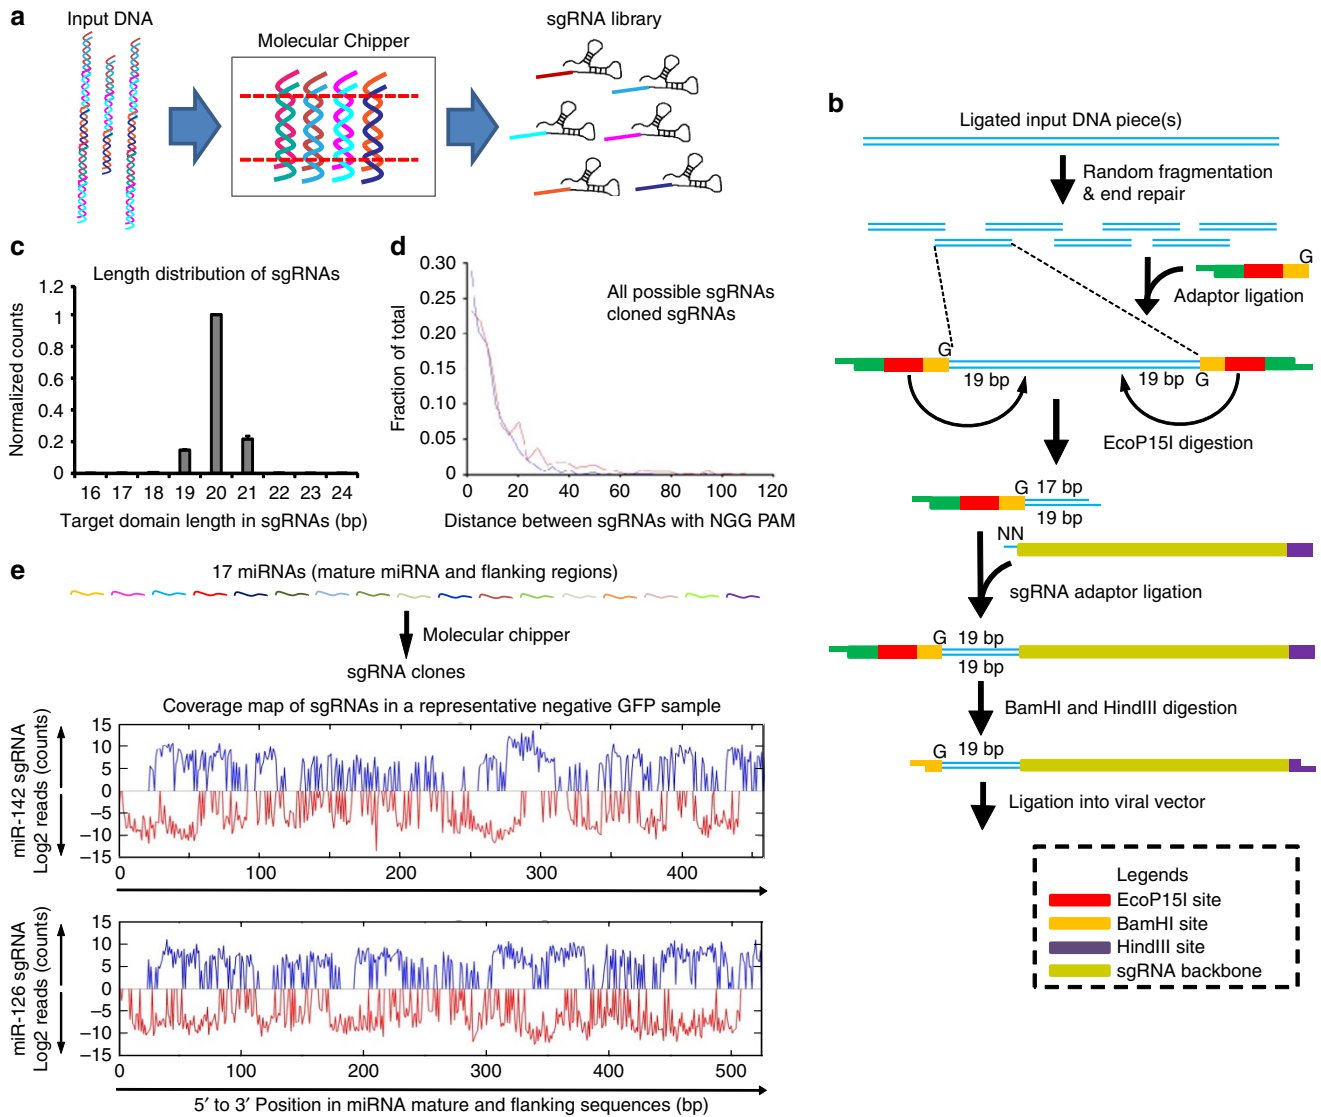 a
Input DNA
Molecular Chipper
sgRNA library
b
Ligated input DNA piece(s)
Random fragmentation
& end repair
G
Adaptor ligation
G
19 bp
19 bp
G
EcoP15I digestion
G 17 bp
19 bp
NN
sgRNA adaptor ligation
G 19 bp
19 bp
BamHI and HindIII digestion
G 19 bp
Ligation into viral vector
Legends
EcoP15I site
BamHI site
HindIII site
sgRNA backbone
c
Length distribution of sgRNAs
Normalized counts
1.2
1
0.8
0.6
0.4
0.2
0
16 17 18 19 20 21 22 23 24
Target domain length in sgRNAs (bp)
d
All possible sgRNAs
cloned sgRNAs
Fraction of total
0.30
0.25
0.20
0.15
0.10
0.05
0
0 20 40 60 80 100 120
Distance between sgRNAs with NGG PAM
e
17 miRNAs (mature miRNA and flanking regions)
Molecular chipper
sgRNA clones
Coverage map of sgRNAs in a representative negative GFP sample
miR-142 sgRNA
Log2 reads (counts)
15
10
5
0
−5
−10
−15
0 100 200 300 400
miR-126 sgRNA
Log2 reads (counts)
15
10
5
0
−5
−10
−15
0 100 200 300 400 500
5′ to 3′ Position in miRNA mature and flanking sequences (bp)